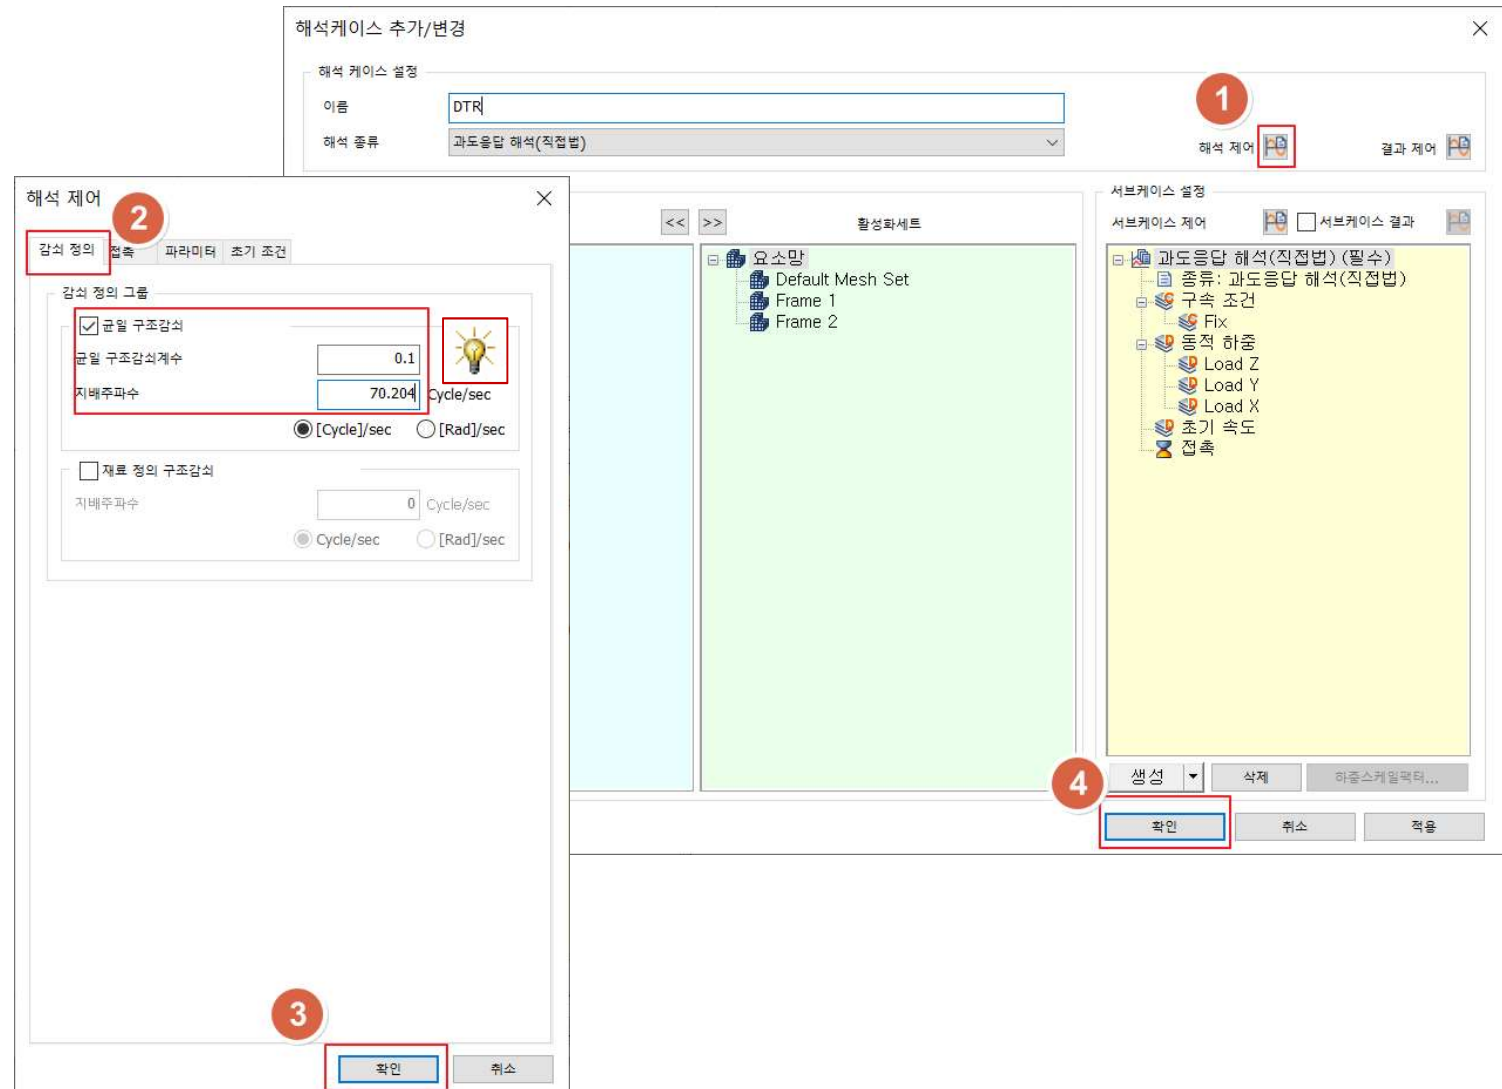 해석케이스 추가/변경
해석 케이스 설정
이름
DTR
해석 종류
과도응답 해석(직접법)
1
해석 제어
결과 제어
<< >>
활성화세트
요소망
Default Mesh Set
Frame 1
Frame 2
서브케이스 설정
서브케이스 제어
서브케이스 결과
과도응답 해석(직접법) (필수)
종류: 과도응답 해석(직접법)
구속 조건
Fix
동적 하중
Load Z
Load Y
Load X
초기 속도
접촉
생성
삭제
하중스케일팩터...
4
확인
취소
적용
해석 제어
2
감쇠 정의
접촉
파라미터
초기 조건
감쇠 정의 그룹
균일 구조감쇠
균일 구조감쇠계수
0.1
지배주파수
70.204
Cycle/sec
[Cycle]/sec
[Rad]/sec
재료 정의 구조감쇠
지배주파수
0
Cycle/sec
Cycle/sec
[Rad]/sec
3
확인
취소